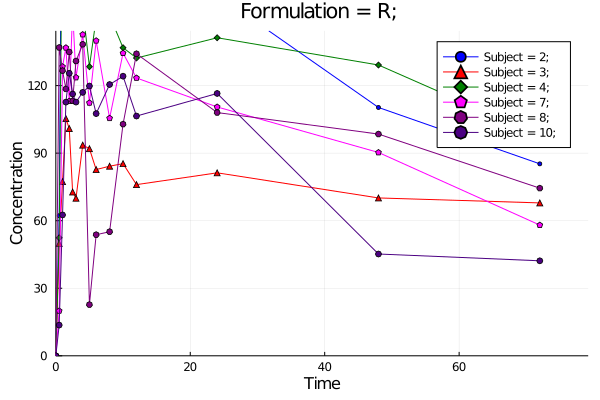 Formulation = R;
Concentration
120
90
60
30
0
0 20 40 60
Time
Subject = 2;
Subject = 3;
Subject = 4;
Subject = 7;
Subject = 8;
Subject = 10;